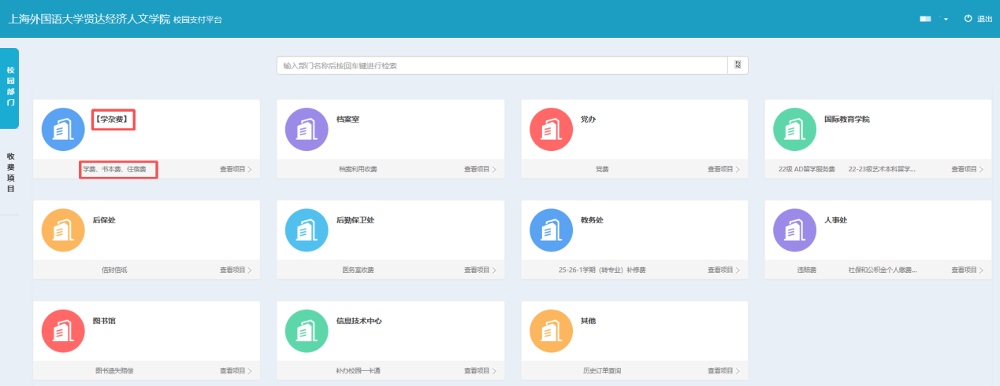 上海外国语大学贤达经济人文学院 校园支付平台
退出
校园部门
收费项目
输入部门名称后按回车键进行检索
【学杂费】
学费、书本费、住宿费
查看项目
档案室
档案利用收费
查看项目
党办
党费
查看项目
国际教育学院
22级 AD留学服务费 22-23级艺术本科留学...
查看项目
后保处
信封信纸
查看项目
后勤保卫处
医务室收费
查看项目
教务处
25-26-1学期（转专业）补修费
查看项目
人事处
违赔费 社保和公积金个人缴费...
查看项目
图书馆
图书遗失赔偿
查看项目
信息技术中心
补办校园一卡通
查看项目
其他
历史订单查询
查看项目